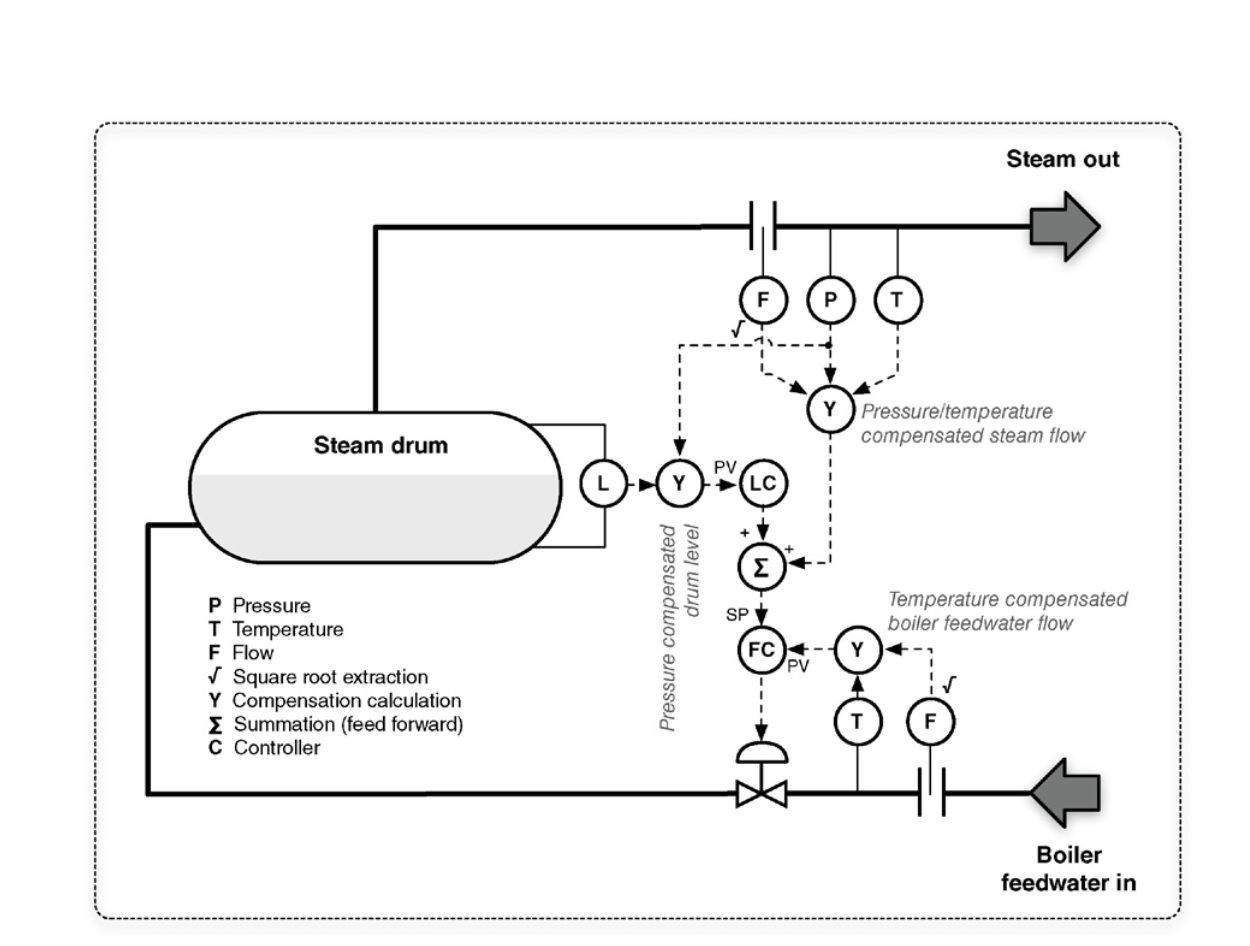 Steam out
F
P
T
√
Y
Pressure/temperature
compensated steam flow
Steam drum
L
Y
PV
LC
Pressure compensated
drum level
+
+
Σ
Temperature compensated
boiler feedwater flow
SP
FC
PV
Y
√
T
F
P Pressure
T Temperature
F Flow
√ Square root extraction
Y Compensation calculation
Σ Summation (feed forward)
C Controller
Boiler
feedwater in